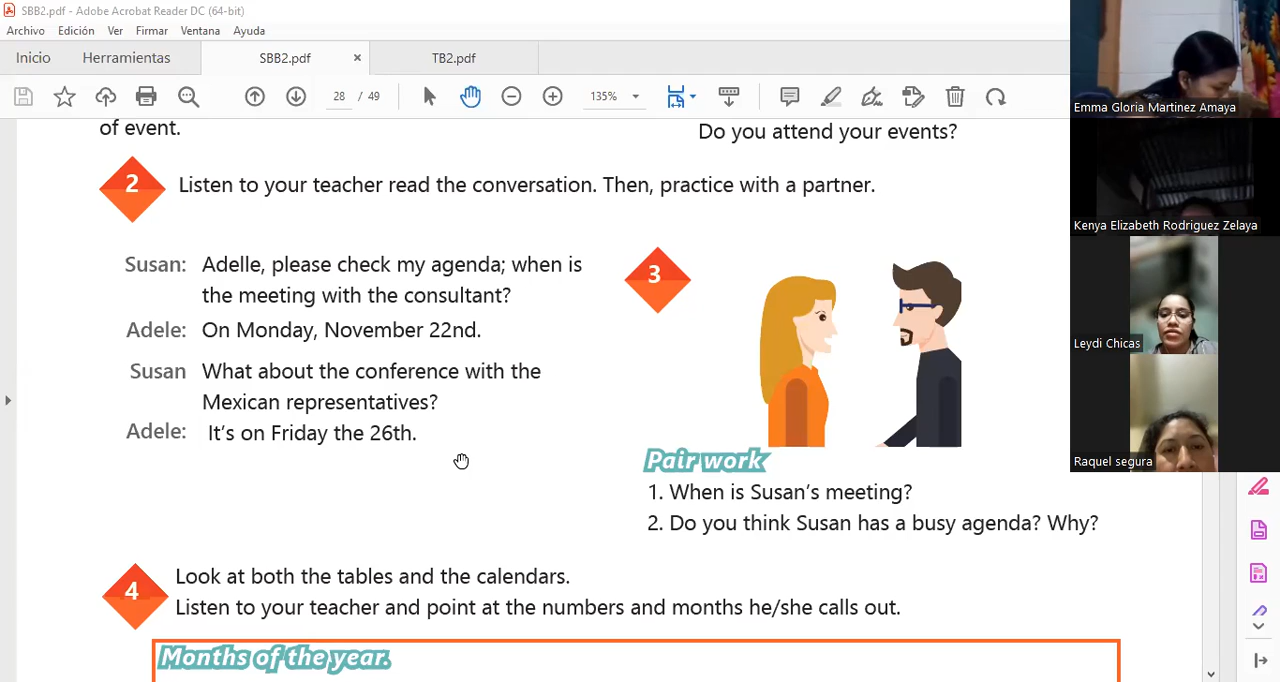 SBB2.pdf - Adobe Acrobat Reader DC (64-bit)
Archivo Edición Ver Firmar Ventana Ayuda
Inicio Herramientas SBB2.pdf × TB2.pdf
28 / 49 135%
of event.
Do you attend your events?
2 Listen to your teacher read the conversation. Then, practice with a partner.
Susan: Adelle, please check my agenda; when is
the meeting with the consultant?
Adele: On Monday, November 22nd.
Susan What about the conference with the
Mexican representatives?
Adele: It's on Friday the 26th.
3
Pair work
1. When is Susan's meeting?
2. Do you think Susan has a busy agenda? Why?
4 Look at both the tables and the calendars.
Listen to your teacher and point at the numbers and months he/she calls out.
Months of the year.
Emma Gloria Martinez Amaya
Kenya Elizabeth Rodriguez Zelaya
Leydi Chicas
Raquel segura